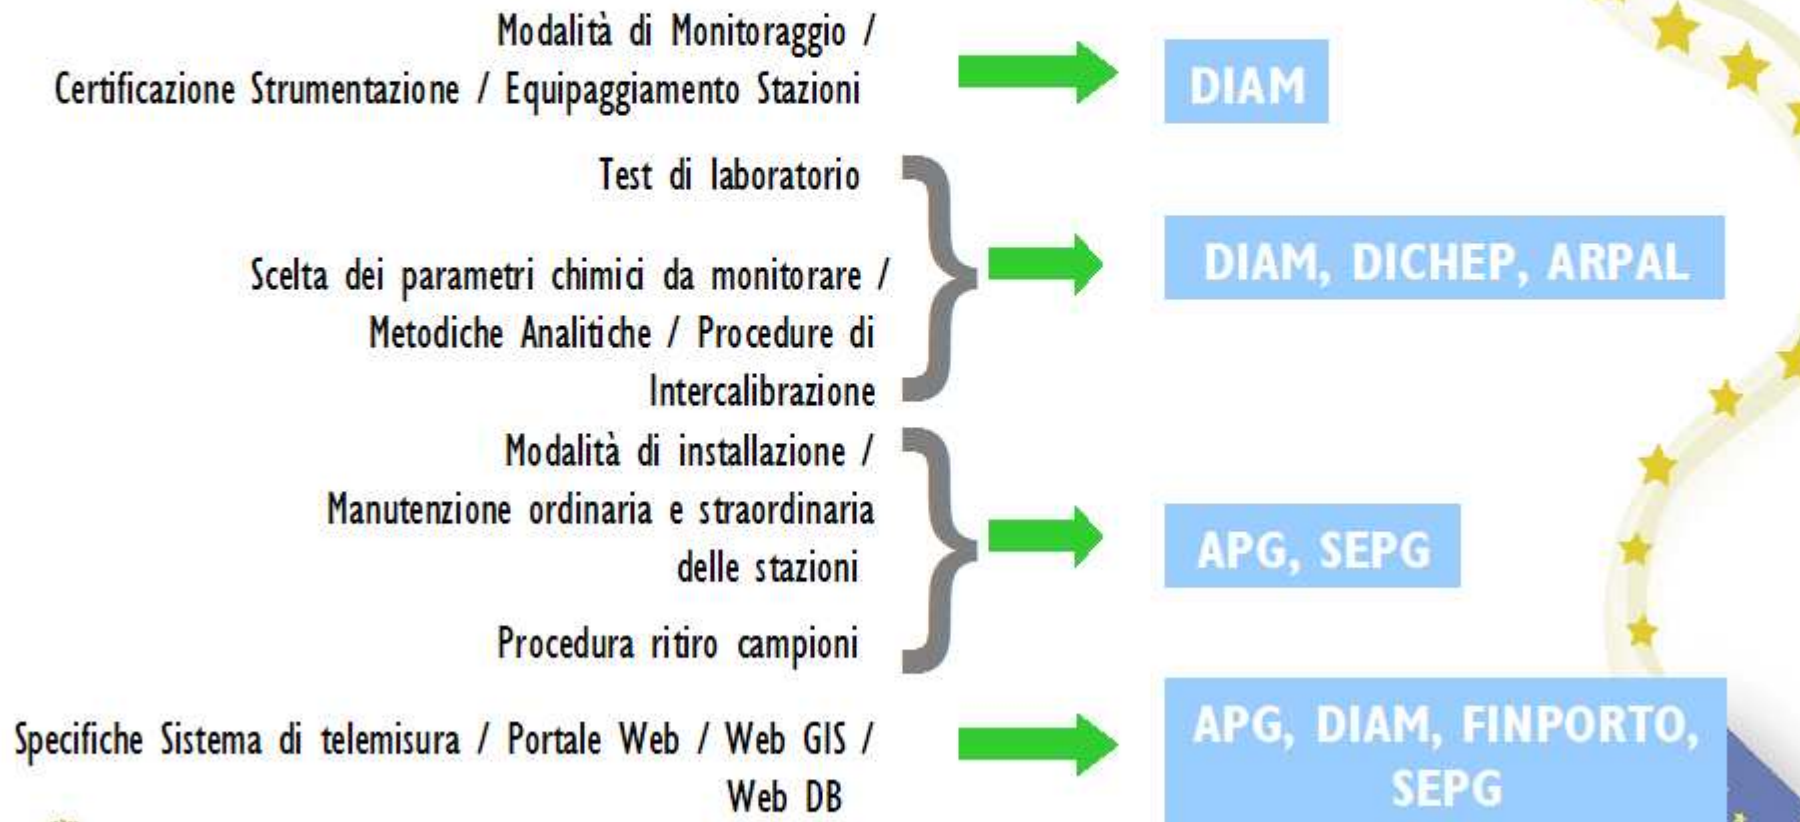 Modalità di Monitoraggio /
Certificazione Strumentazione / Equipaggiamento Stazioni
DIAM
Test di laboratorio
Scelta dei parametri chimici da monitorare /
Metodiche Analitiche / Procedure di
Intercalibrazione
DIAM, DICHEP, ARPAL
Modalità di installazione /
Manutenzione ordinaria e straordinaria
delle stazioni
Procedura ritiro campioni
APG, SEPG
Specifiche Sistema di telemisura / Portale Web / Web GIS /
Web DB
APG, DIAM, FINPORTO,
SEPG